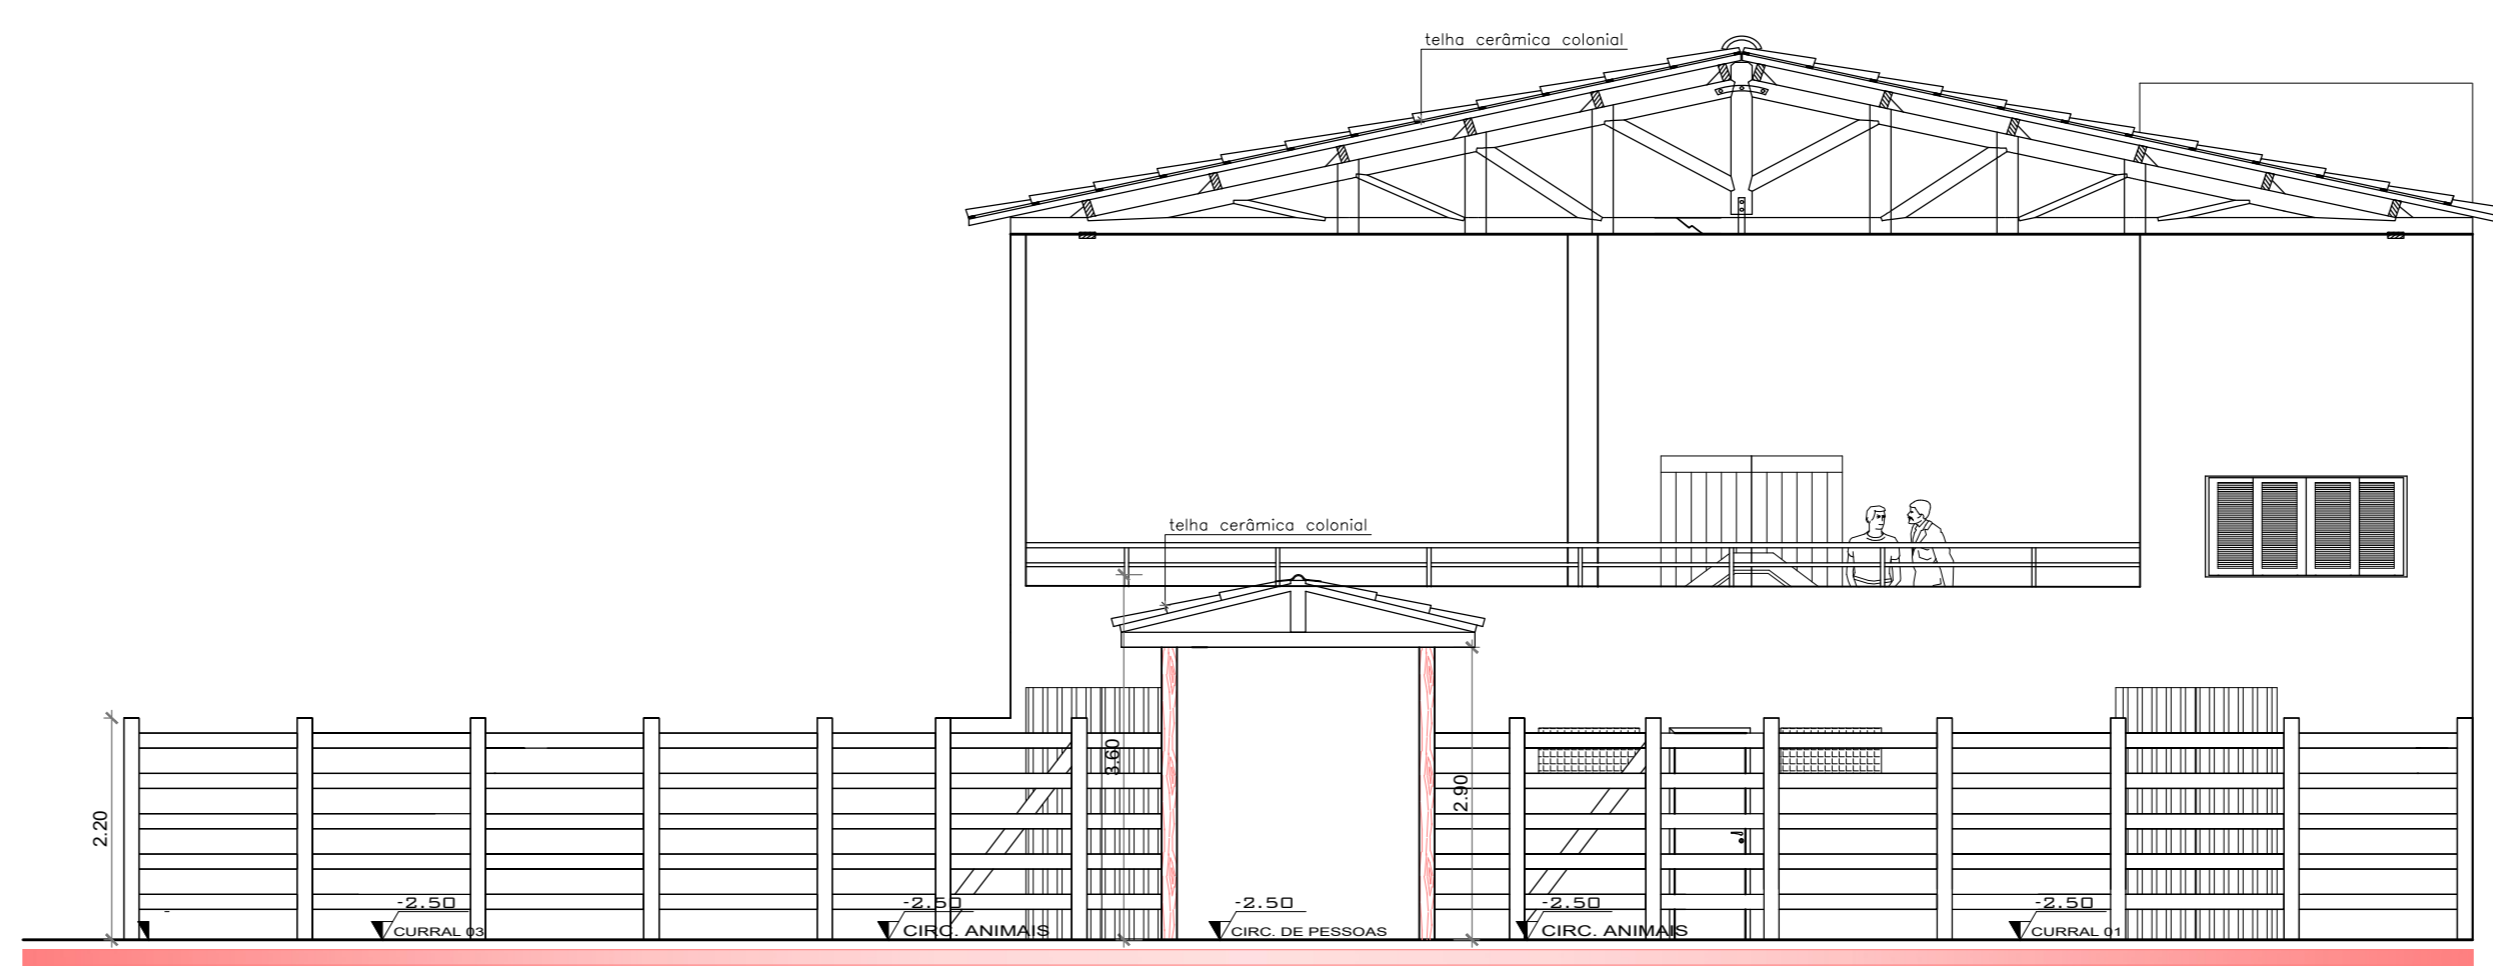 telha cerâmica colonial
telha cerâmica colonial
3.60
2.90
2.20
-2.50
CURRAL 03
-2.50
CIRC. ANIMAIS
-2.50
CIRC. DE PESSOAS
-2.50
CIRC. ANIMAIS
-2.50
CURRAL 01